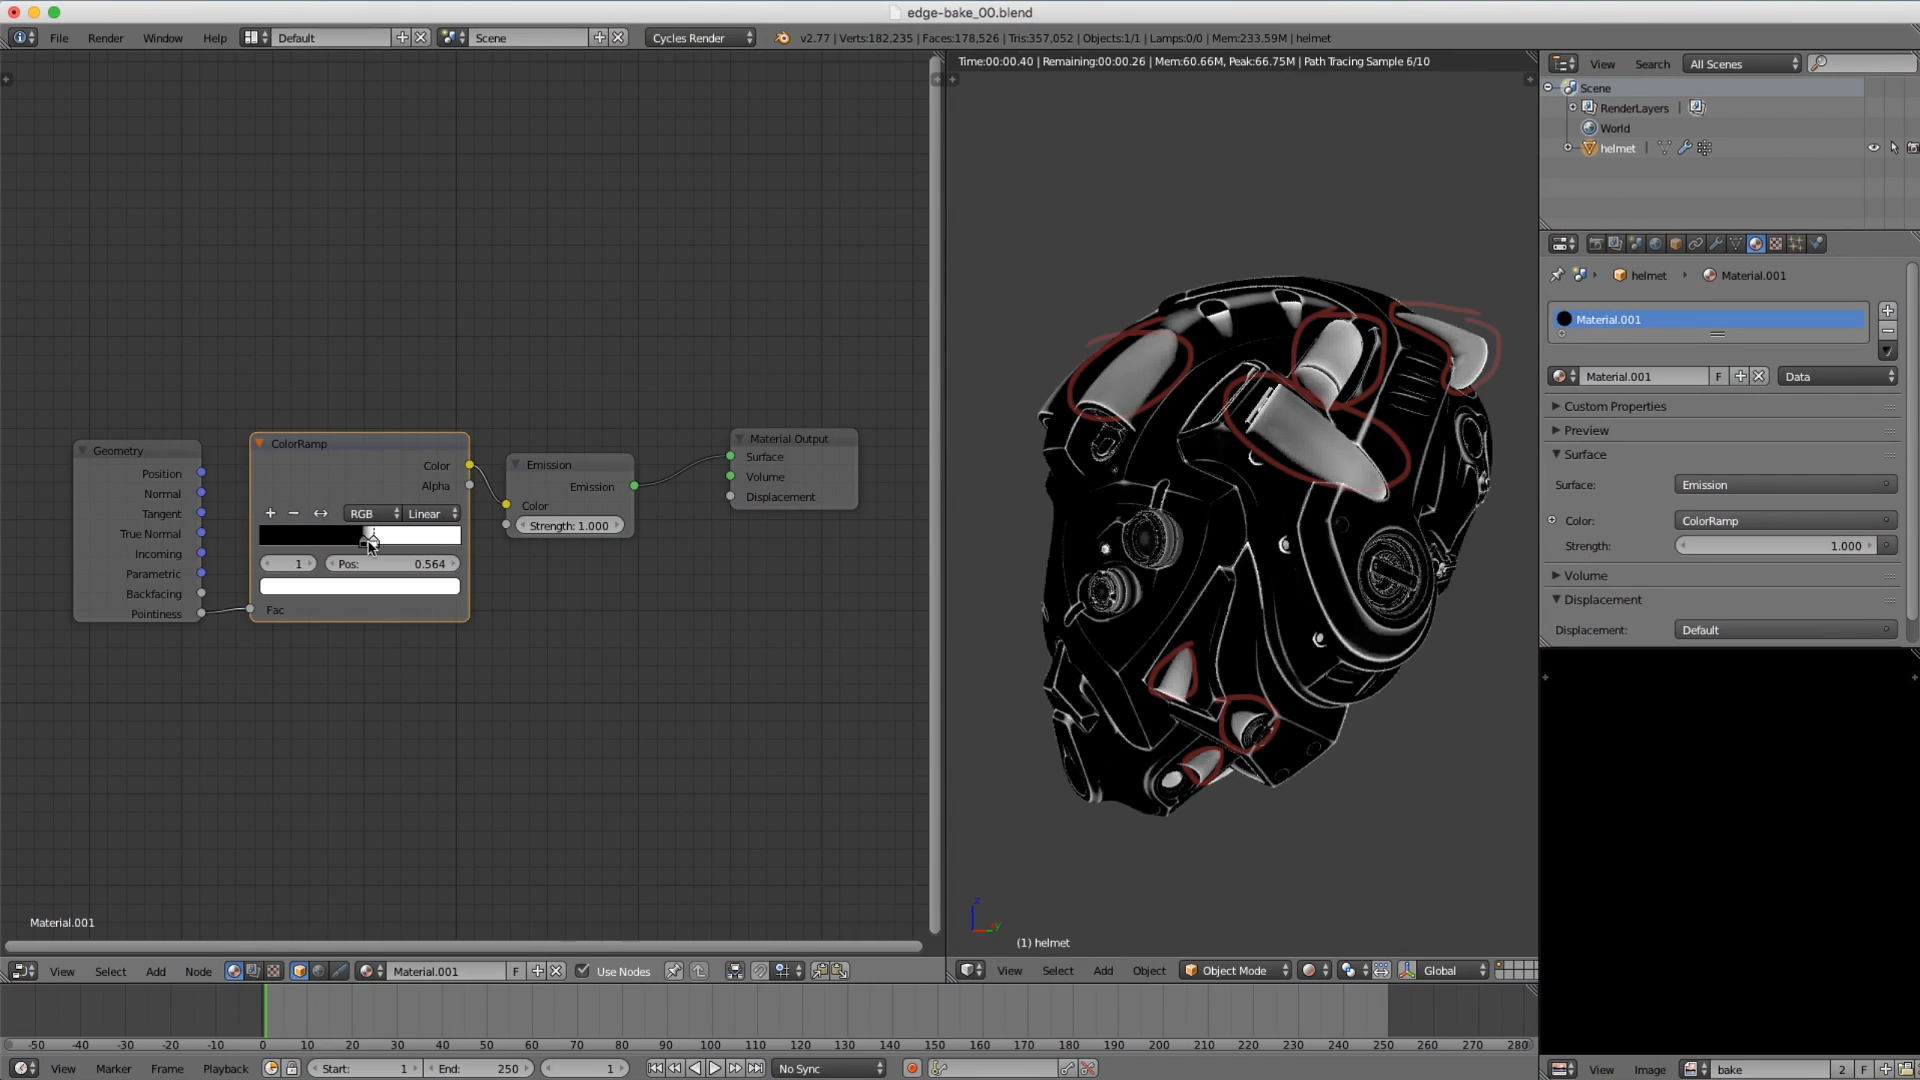 edge-bake_00.blend
File Render Window Help Default Scene Cycles Render v2.77 | Verts:182,235 | Faces:178,526 | Tris:357,052 | Objects:1/1 | Lamps:0/0 | Mem:233.59M | helmet
Time:00:00.40 | Remaining:00:00.26 | Mem:60.66M, Peak:66.75M | Path Tracing Sample 6/10
View Search All Scenes
Scene
RenderLayers |
World
helmet |
helmet Material.001
Material.001
Material.001 F Data
Custom Properties
Preview
Surface
Surface: Emission
Color: ColorRamp
Strength: 1.000
Volume
Displacement
Displacement: Default
Geometry
Position
Normal
Tangent
True Normal
Incoming
Parametric
Backfacing
Pointiness
ColorRamp
Color
Alpha
RGB Linear
1 Pos: 0.564
Fac
Emission
Emission
Color
Strength: 1.000
Material Output
Surface
Volume
Displacement
Material.001
z
y
(1) helmet
View Select Add Node Material.001 F Use Nodes
View Select Add Object Object Mode Global
-50 -40 -30 -20 -10 0 10 20 30 40 50 60 70 80 90 100 110 120 130 140 150 160 170 180 190 200 210 220 230 240 250 260 270 280
View Marker Frame Playback Start: 1 End: 250 1 No Sync
View Image bake 2 F